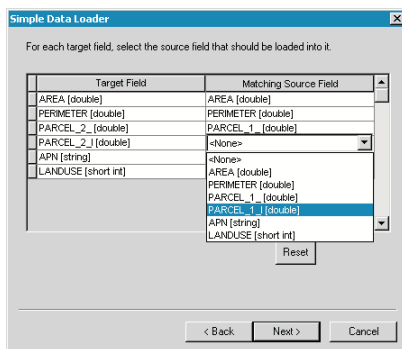 Simple Data Loader
For each target field, select the source field that should be loaded into it.
Target Field Matching Source Field
AREA [double] AREA [double]
PERIMETER [double] PERIMETER [double]
PARCEL_2_ [double] PARCEL_1_ [double]
PARCEL_2_I [double] <None>
APN [string] <None>
LANDUSE [short int] AREA [double]
PERIMETER [double]
PARCEL_1_ [double]
PARCEL_1_I [double]
APN [string]
LANDUSE [short int]
Reset
< Back Next > Cancel